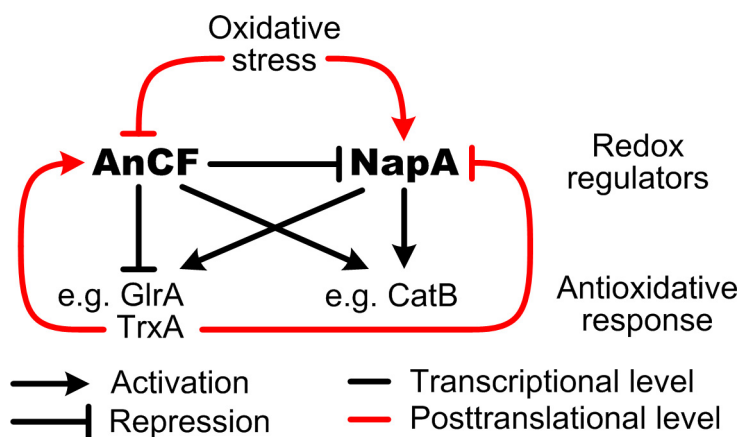 Oxidative
stress
AnCF
NapA
Redox
regulators
e.g. GlrA
TrxA
e.g. CatB
Antioxidative
response
Activation
Transcriptional level
Repression
Posttranslational level